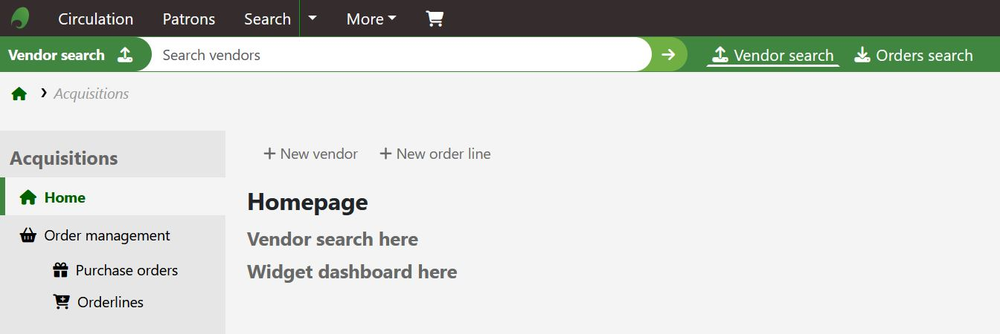 Circulation Patrons Search More
Vendor search Search vendors Vendor search Orders search
Acquisitions
Acquisitions
Home
Order management
Purchase orders
Orderlines
New vendor New order line
Homepage
Vendor search here
Widget dashboard here